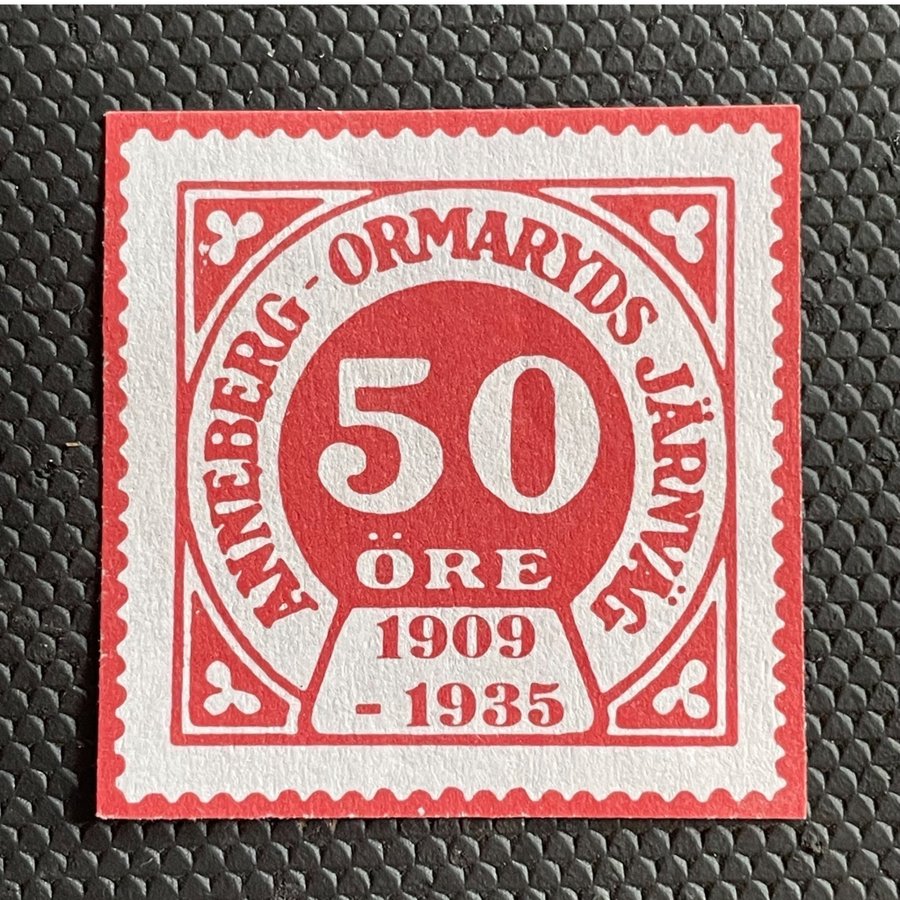 ANNEBERG - ORMARYDS JÄRNVÄG
50
ÖRE
1909
- 1935